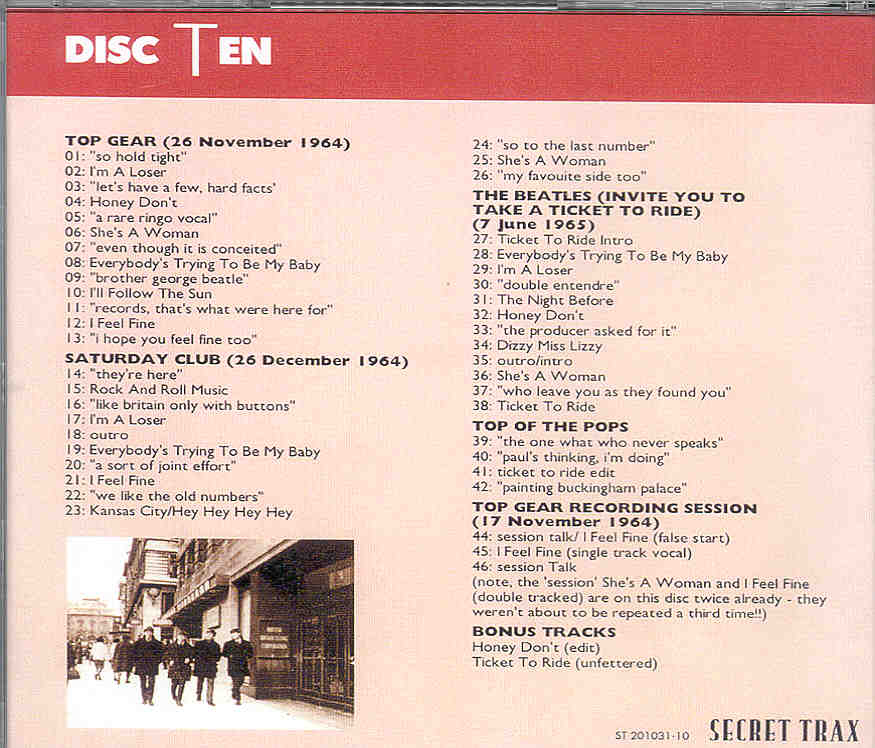 DISC TEN
TOP GEAR (26 November 1964)
01: "so hold tight"
02: I'm A Loser
03: "let's have a few, hard facts'
04: Honey Don't
05: "a rare ringo vocal"
06: She's A Woman
07: "even though it is conceited"
08: Everybody's Trying To Be My Baby
09: "brother george beatle"
10: I'll Follow The Sun
11: "records, that's what were here for"
12: I Feel Fine
13: "i hope you feel fine too"
SATURDAY CLUB (26 December 1964)
14: "they're here"
15: Rock And Roll Music
16: "like britain only with buttons"
17: I'm A Loser
18: outro
19: Everybody's Trying To Be My Baby
20: "a sort of joint effort"
21: I Feel Fine
22: "we like the old numbers"
23: Kansas City/Hey Hey Hey Hey
24: "so to the last number"
25: She's A Woman
26: "my favouite side too"
THE BEATLES (INVITE YOU TO
TAKE A TICKET TO RIDE)
(7 June 1965)
27: Ticket To Ride Intro
28: Everybody's Trying To Be My Baby
29: I'm A Loser
30: "double entendre"
31: The Night Before
32: Honey Don't
33: "the producer asked for it"
34: Dizzy Miss Lizzy
35: outro/intro
36: She's A Woman
37: "who leave you as they found you"
38: Ticket To Ride
TOP OF THE POPS
39: "the one what who never speaks"
40: "paul's thinking, i'm doing"
41: ticket to ride edit
42: "painting buckingham palace"
TOP GEAR RECORDING SESSION
(17 November 1964)
44: session talk/ I Feel Fine (false start)
45: I Feel Fine (single track vocal)
46: session Talk
(note, the 'session' She's A Woman and I Feel Fine
(double tracked) are on this disc twice already - they
weren't about to be repeated a third time!!)
BONUS TRACKS
Honey Don't (edit)
Ticket To Ride (unfettered)
ST 201031-10 SECRET TRAX